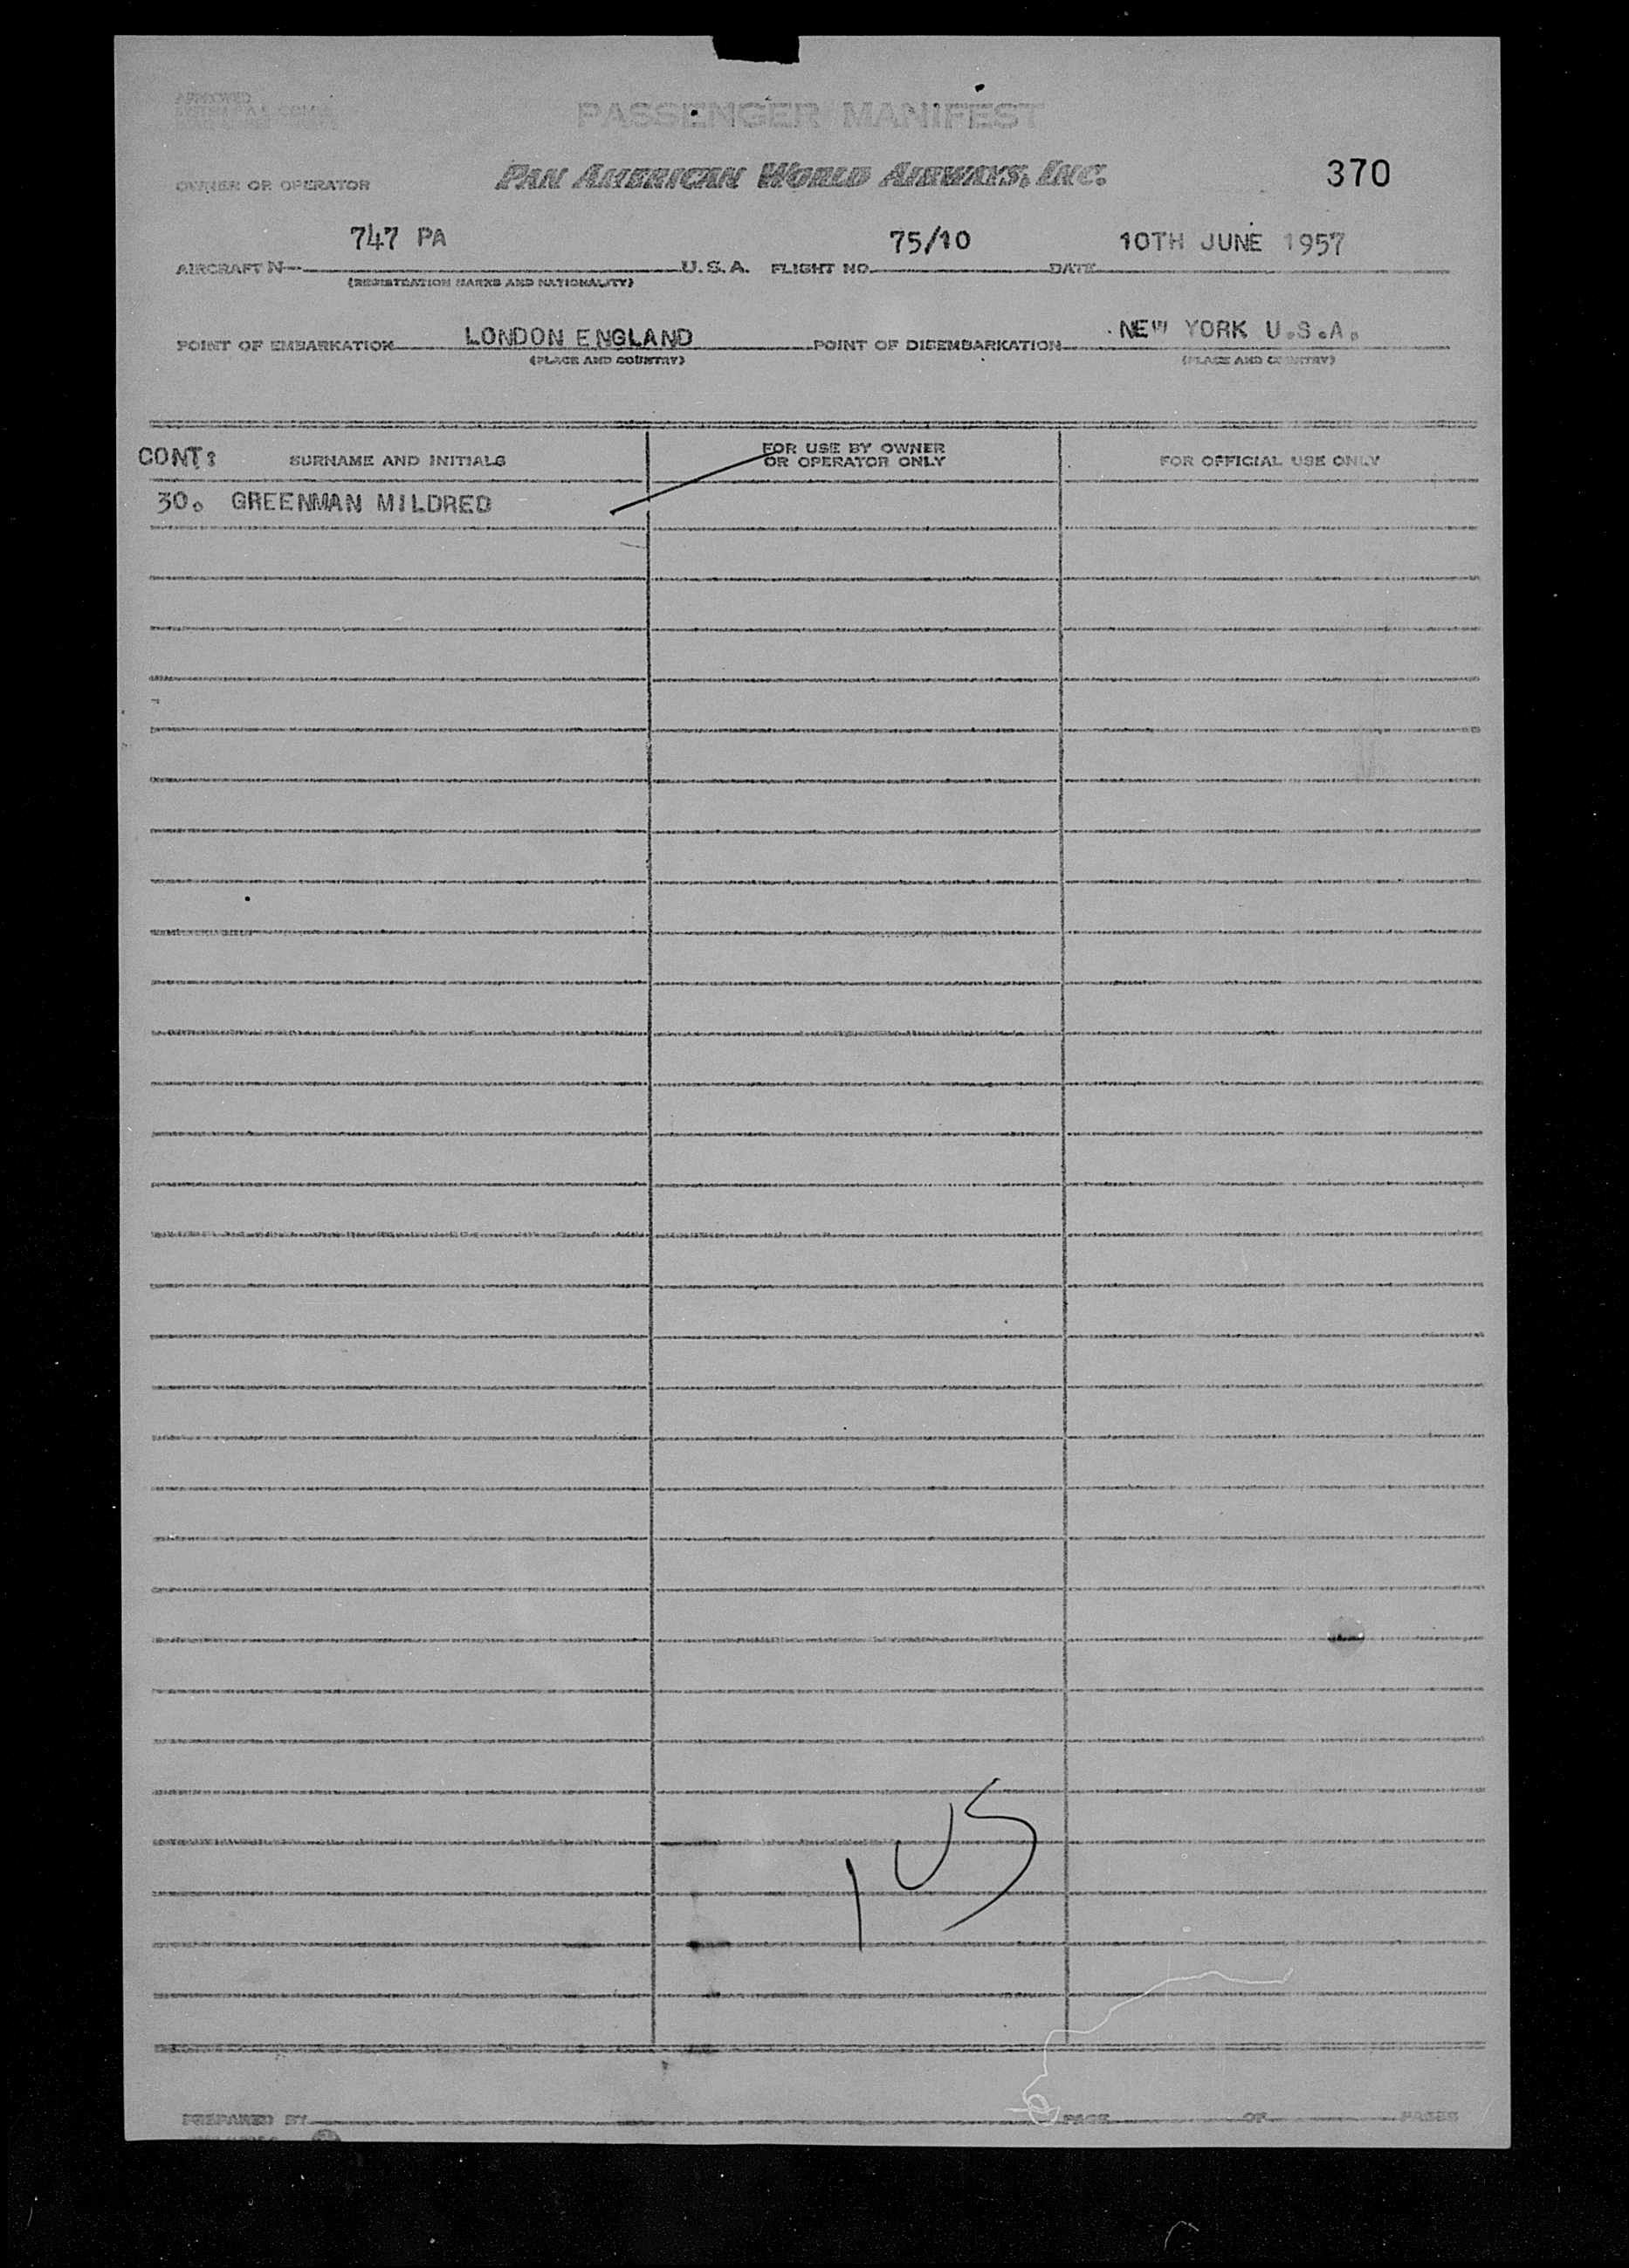 APPROVED
PASSENGER MANIFEST
OWNER OR OPERATOR PAN AMERICAN WORLD AIRWAYS, INC. 370
747 PA 75/10 10TH JUNE 1957
AIRCRAFT N U.S.A. FLIGHT NO. DATE
(REGISTRATION MARKS AND NATIONALITY)
POINT OF EMBARKATION LONDON ENGLAND POINT OF DISEMBARKATION NEW YORK U.S.A.
(PLACE AND COUNTRY) (PLACE AND COUNTRY)
CONT: SURNAME AND INITIALS FOR USE BY OWNER OR OPERATOR ONLY FOR OFFICIAL USE ONLY
30. GREENMAN MILDRED
1 US
PREPARED BY PAGE OF PAGES